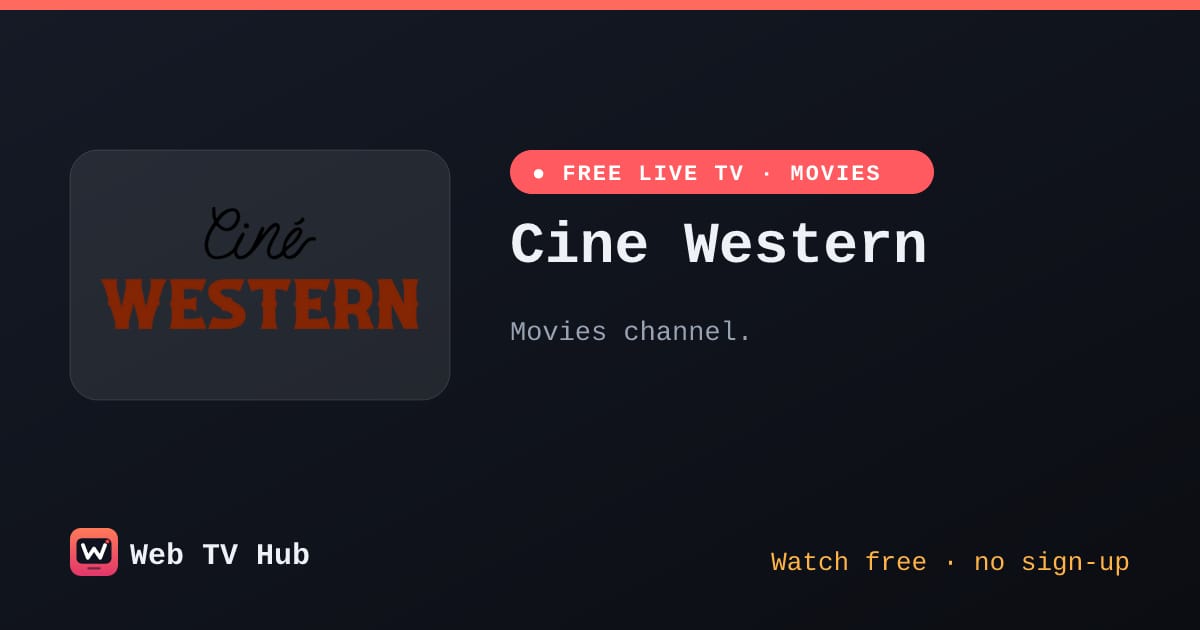 Ciné
WESTERN
● FREE LIVE TV · MOVIES
Cine Western
Movies channel.
W
Web TV Hub
Watch free · no sign-up